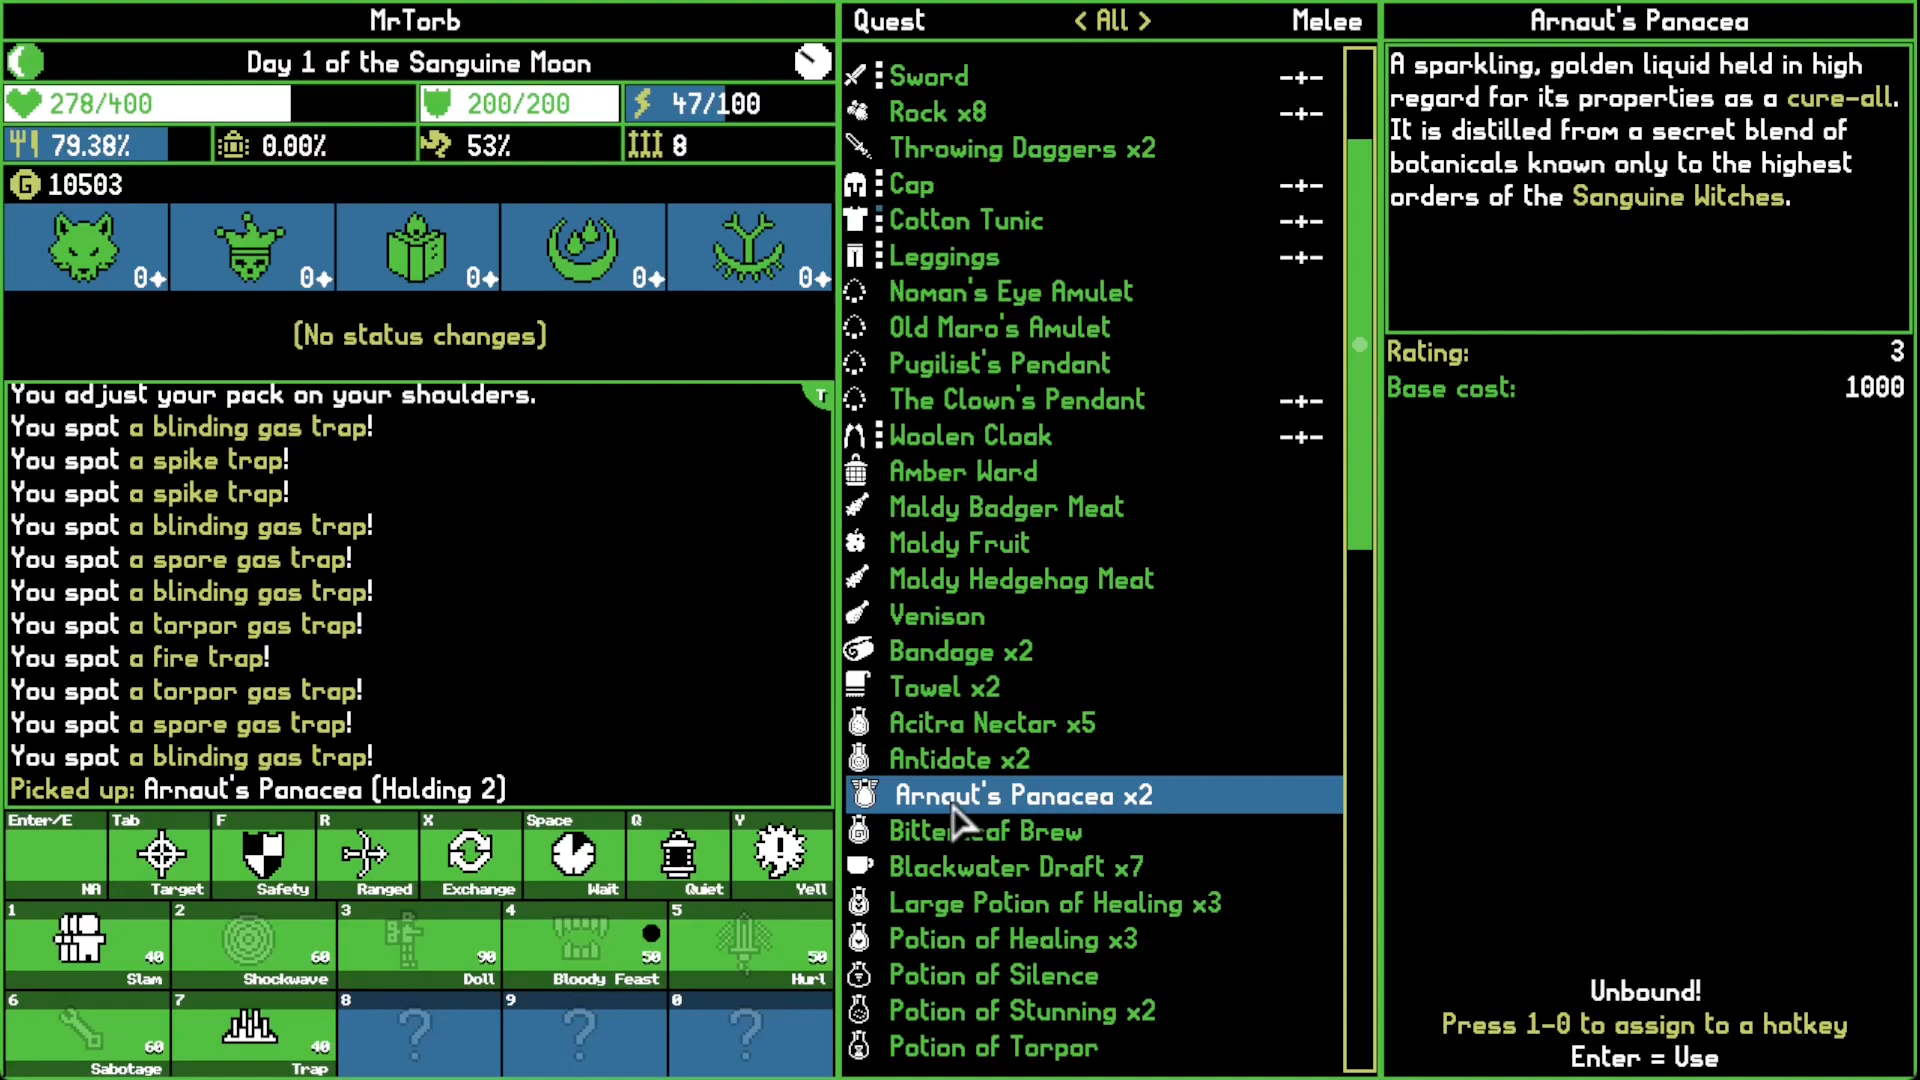 MrTorb
Day 1 of the Sanguine Moon
278/400
200/200
47/100
79.38%
0.00%
53%
8
G 10503
0
0
0
0
0
(No status changes)
You adjust your pack on your shoulders.
T
You spot a blinding gas trap!
You spot a spike trap!
You spot a spike trap!
You spot a blinding gas trap!
You spot a spore gas trap!
You spot a blinding gas trap!
You spot a torpor gas trap!
You spot a fire trap!
You spot a torpor gas trap!
You spot a spore gas trap!
You spot a blinding gas trap!
Picked up: Arnaut's Panacea (Holding 2)
Enter/E
NA
Tab
Target
F
Safety
R
Ranged
X
Exchange
Space
Wait
Q
Quiet
Y
Yell
1
40
Slam
2
60
Shockwave
3
90
Doll
4
50
Bloody Feast
5
50
Hurl
6
60
Sabotage
7
40
Trap
8
?
9
?
0
?
Quest
< All >
Melee
Sword -+-
Rock x8 -+-
Throwing Daggers x2
Cap -+-
Cotton Tunic -+-
Leggings -+-
Noman's Eye Amulet
Old Maro's Amulet
Pugilist's Pendant
The Clown's Pendant -+-
Woolen Cloak -+-
Amber Ward
Moldy Badger Meat
Moldy Fruit
Moldy Hedgehog Meat
Venison
Bandage x2
Towel x2
Acitra Nectar x5
Antidote x2
Arnaut's Panacea x2
Brew
Blackwater Draft x7
Large Potion of Healing x3
Potion of Healing x3
Potion of Silence
Potion of Stunning x2
Potion of Torpor
Arnaut's Panacea
A sparkling, golden liquid held in high
regard for its properties as a cure-all.
It is distilled from a secret blend of
botanicals known only to the highest
orders of the Sanguine Witches.
Rating: 3
Base cost: 1000
Unbound!
Press 1-0 to assign to a hotkey
Enter = Use